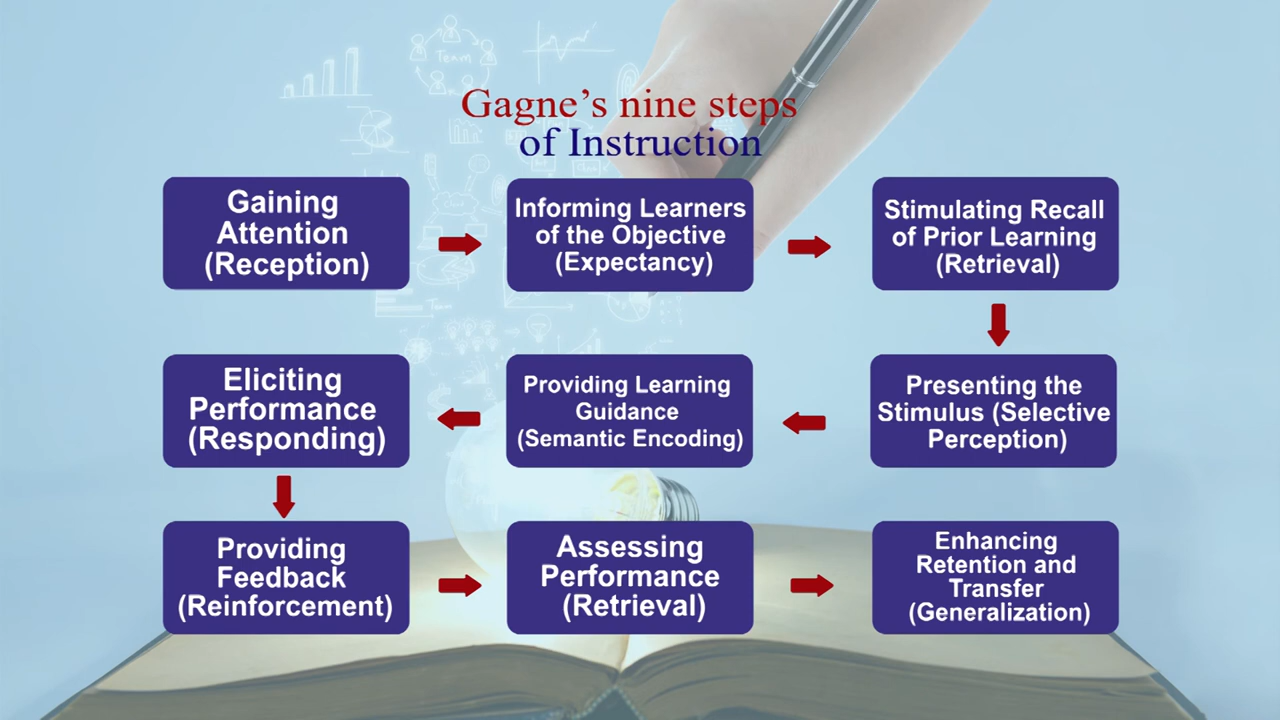 Gagne's nine steps
of Instruction
Gaining
Attention
(Reception)
Informing Learners
of the Objective
(Expectancy)
Stimulating Recall
of Prior Learning
(Retrieval)
Presenting the
Stimulus (Selective
Perception)
Providing Learning
Guidance
(Semantic Encoding)
Eliciting
Performance
(Responding)
Providing
Feedback
(Reinforcement)
Assessing
Performance
(Retrieval)
Enhancing
Retention and
Transfer
(Generalization)
Team